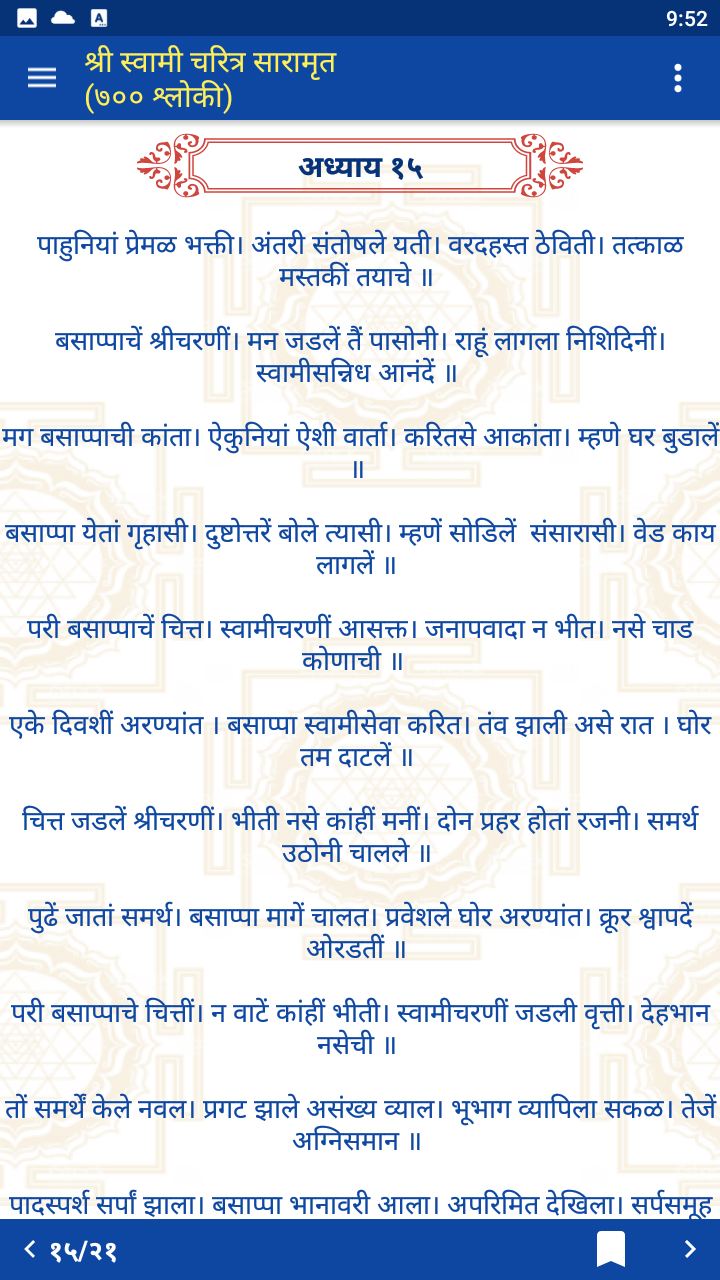 9:52
श्री स्वामी चरित्र सारामृत
(७०० श्लोकी)
अध्याय १५
पाहुनियां प्रेमळ भक्ती। अंतरी संतोषले यती। वरदहस्त ठेविती। तत्काळ
मस्तकीं तयाचे ॥
बसाप्पाचें श्रीचरणीं। मन जडलें तैं पासोनी। राहूं लागला निशिदिनीं।
स्वामीसन्निध आनंदें ॥
मग बसाप्पाची कांता। ऐकुनियां ऐशी वार्ता। करितसे आकांता। म्हणे घर बुडालें
॥
बसाप्पा येतां गृहासी। दुष्टोत्तरें बोले त्यासी। म्हणें सोडिलें संसारासी। वेड काय
लागलें ॥
परी बसाप्पाचें चित्त। स्वामीचरणीं आसक्त। जनापवादा न भीत। नसे चाड
कोणाची ॥
एके दिवशीं अरण्यांत । बसाप्पा स्वामीसेवा करित। तंव झाली असे रात । घोर
तम दाटलें ॥
चित्त जडलें श्रीचरणीं। भीती नसे कांहीं मनीं। दोन प्रहर होतां रजनी। समर्थ
उठोनी चालले ॥
पुढें जातां समर्थ। बसाप्पा मागें चालत। प्रवेशले घोर अरण्यांत। क्रूर श्वापदें
ओरडतीं ॥
परी बसाप्पाचे चित्तीं। न वाटें कांहीं भीती। स्वामीचरणीं जडली वृत्ती। देहभान
नसेची ॥
तों समर्थें केले नवल। प्रगट झाले असंख्य व्याल। भूभाग व्यापिला सकळ। तेजें
अग्निसमान ॥
पादस्पर्श सर्पां झाला। बसाप्पा भानावरी आला। अपरिमित देखिला। सर्पसमूह
१५/२१